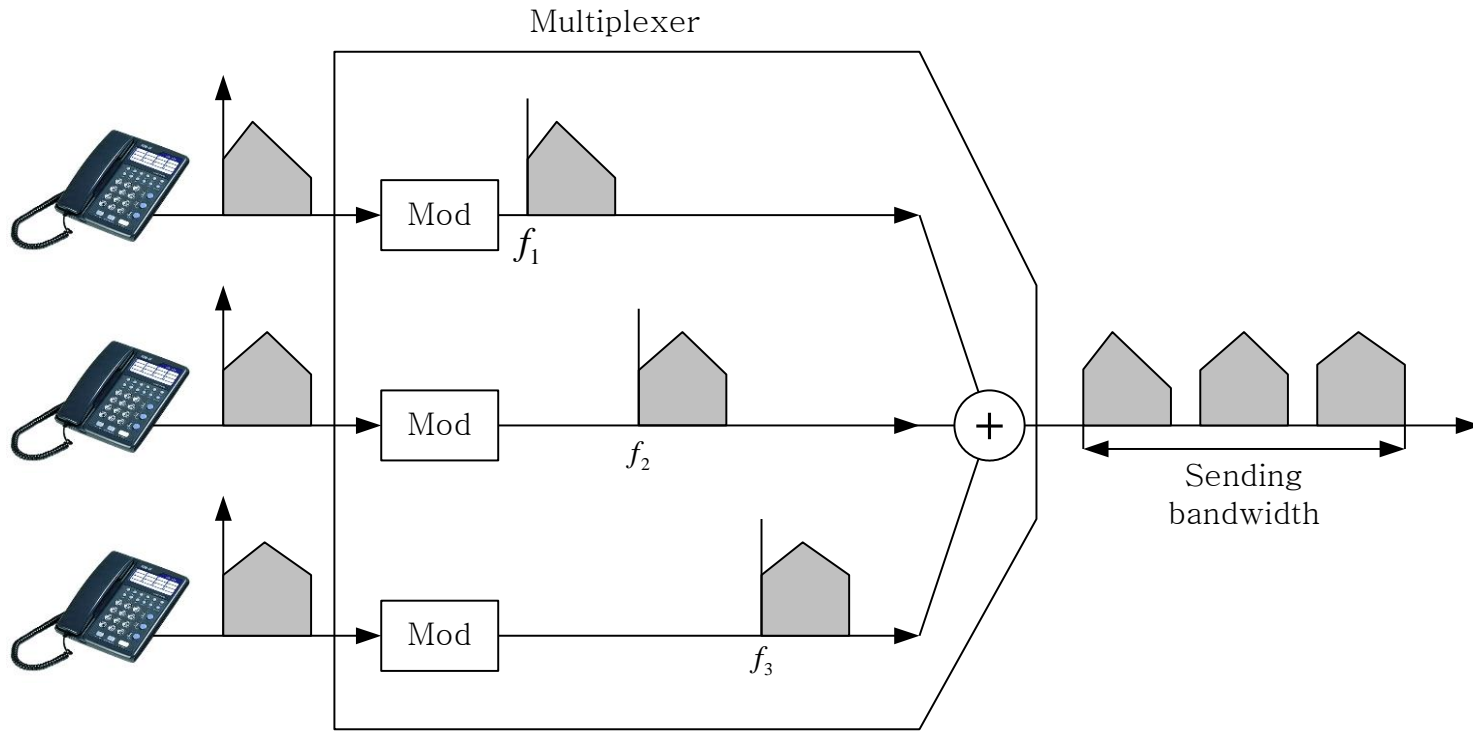 Multiplexer
Mod
f₁
Mod
f₂
Sending
bandwidth
Mod
f₃